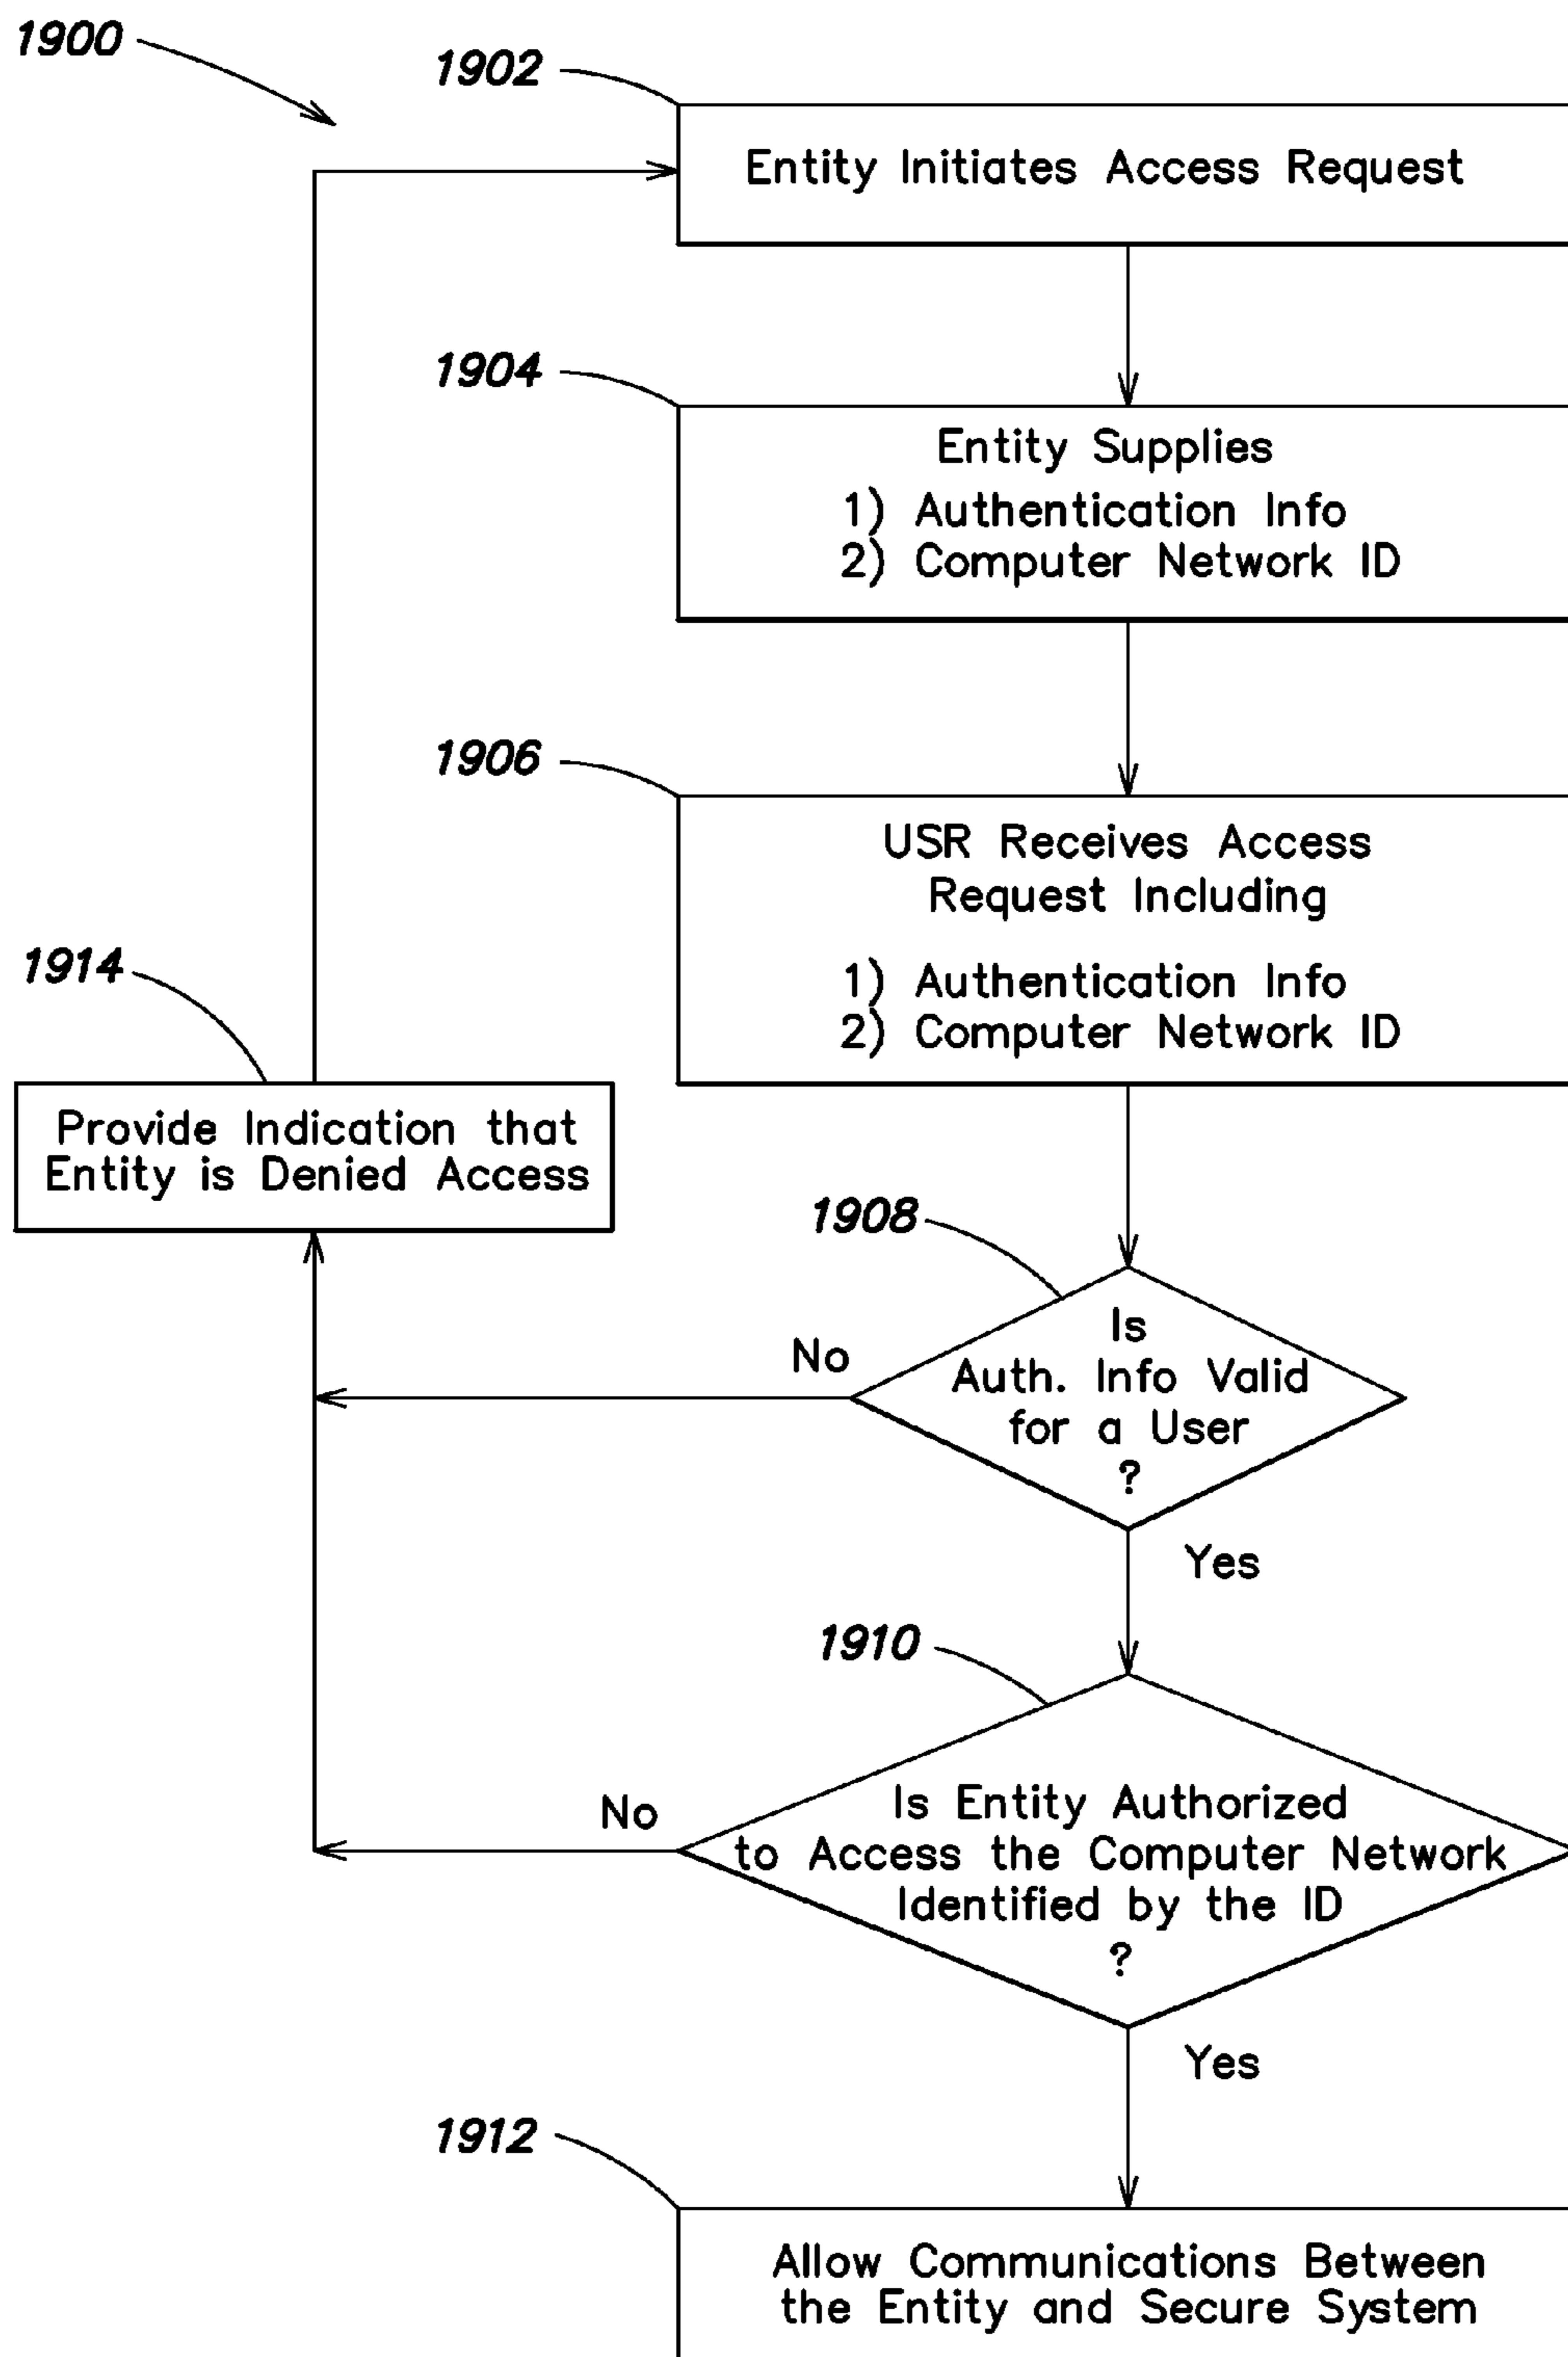 1900
1902
Entity Initiates Access Request
1904
Entity Supplies
1) Authentication Info
2) Computer Network ID
1906
USR Receives Access
Request Including
1) Authentication Info
2) Computer Network ID
1914
Provide Indication that
Entity is Denied Access
1908
Is
Auth. Info Valid
for a User
?
No
Yes
1910
Is Entity Authorized
to Access the Computer Network
Identified by the ID
?
No
Yes
1912
Allow Communications Between
the Entity and Secure System